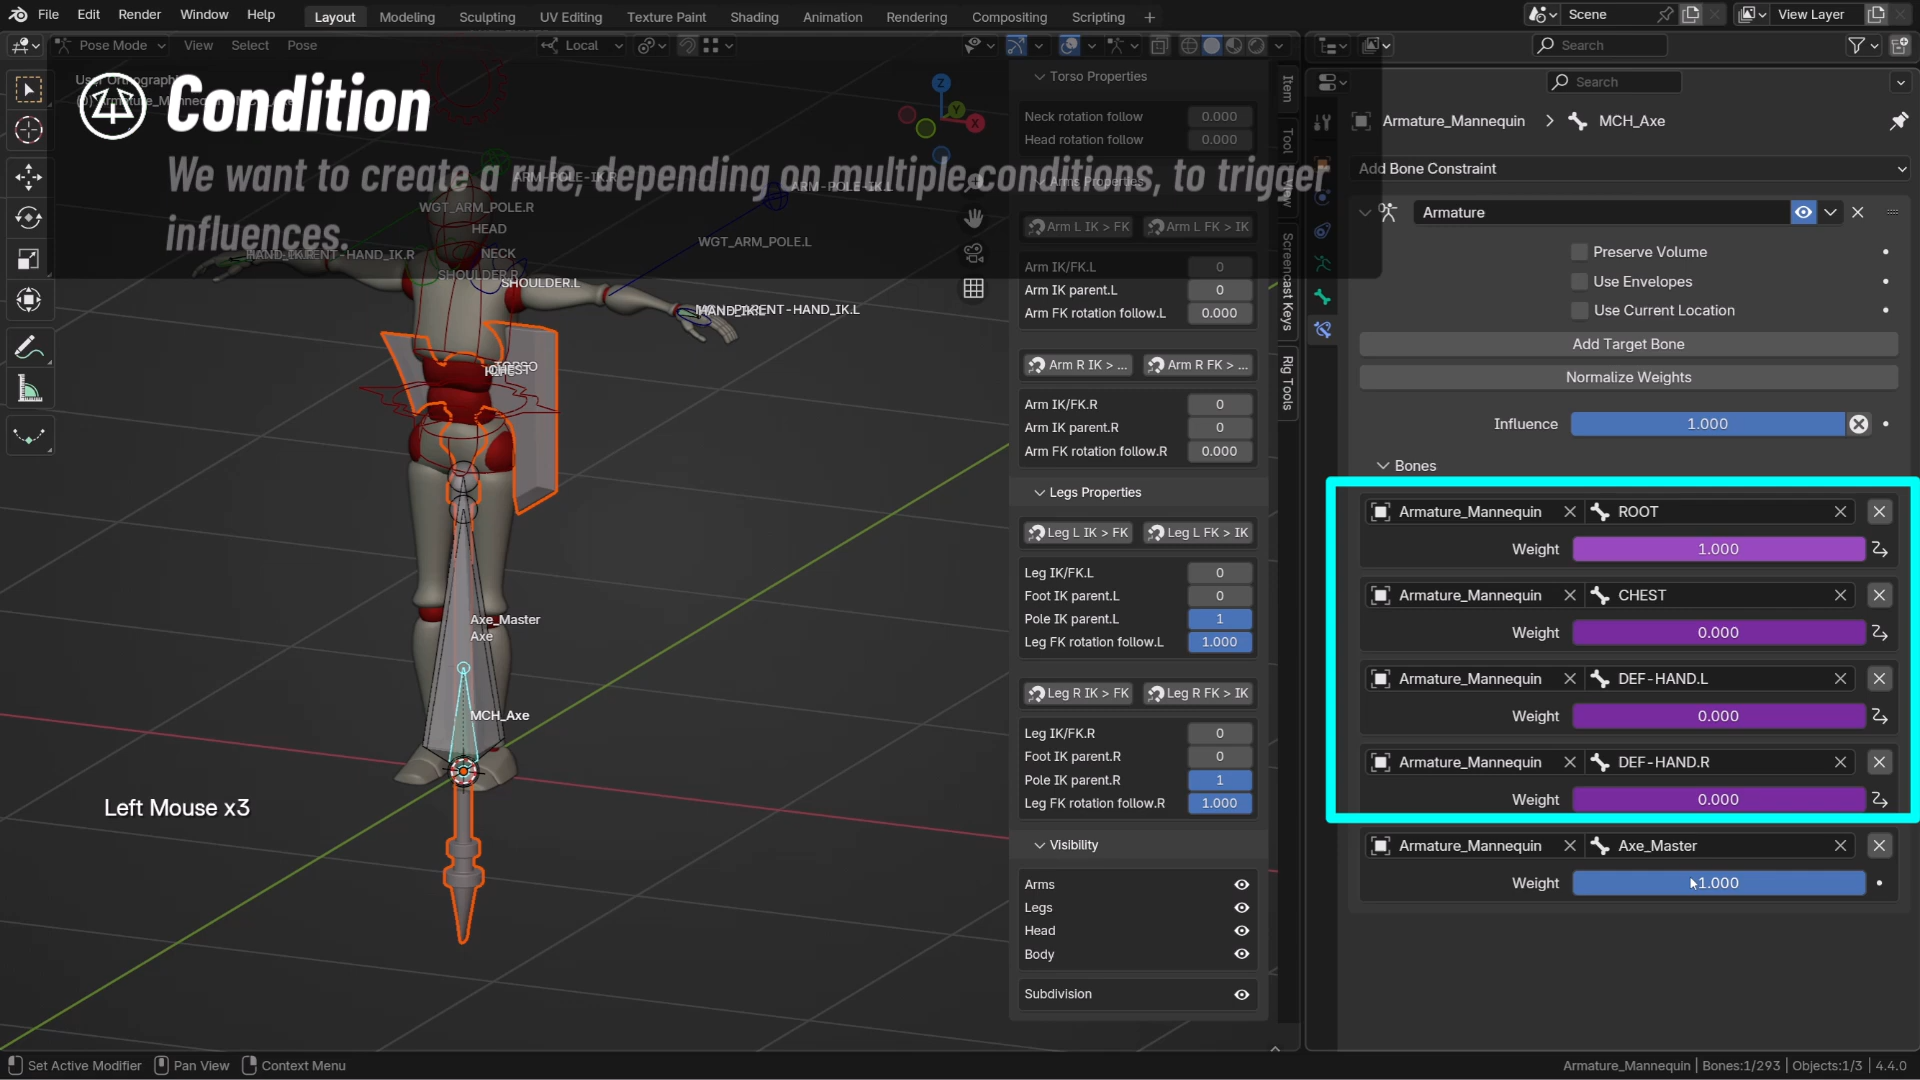 File Edit Render Window Help Layout Modeling Sculpting UV Editing Texture Paint Shading Animation Rendering Compositing Scripting Scene View Layer
Pose Mode View Select Pose Local Search
Search
Condition
We want to create a rule, depending on multiple conditions, to trigger
influences.
Z
Y
X
ARM-POLE-IK.R
WGT_ARM_POLE.R
WGT_ARM_POLE.L
HEAD
NECK
SHOULDER.R
SHOULDER.L
Axe_Master
Axe
MCH_Axe
Left Mouse x3
Torso Properties
Neck rotation follow 0.000
Head rotation follow 0.000
Arms Properties
Arm L IK > FK Arm L FK > IK
Arm IK/FK.L 0
Arm IK parent.L 0
Arm FK rotation follow.L 0.000
Arm R IK > ... Arm R FK > ...
Arm IK/FK.R 0
Arm IK parent.R 0
Arm FK rotation follow.R 0.000
Legs Properties
Leg L IK > FK Leg L FK > IK
Leg IK/FK.L 0
Foot IK parent.L 0
Pole IK parent.L 1
Leg FK rotation follow.L 1.000
Leg R IK > FK Leg R FK > IK
Leg IK/FK.R 0
Foot IK parent.R 0
Pole IK parent.R 1
Leg FK rotation follow.R 1.000
Visibility
Arms
Legs
Head
Body
Subdivision
Item
Tool
View
Screencast Keys
Rig Tools
Armature_Mannequin > MCH_Axe
Add Bone Constraint
Armature
Preserve Volume
Use Envelopes
Use Current Location
Add Target Bone
Normalize Weights
Influence 1.000
Bones
Armature_Mannequin ROOT
Weight 1.000
Armature_Mannequin CHEST
Weight 0.000
Armature_Mannequin DEF-HAND.L
Weight 0.000
Armature_Mannequin DEF-HAND.R
Weight 0.000
Armature_Mannequin Axe_Master
Weight 1.000
Set Active Modifier Pan View Context Menu Armature_Mannequin | Bones:1/293 | Objects:1/3 | 4.4.0